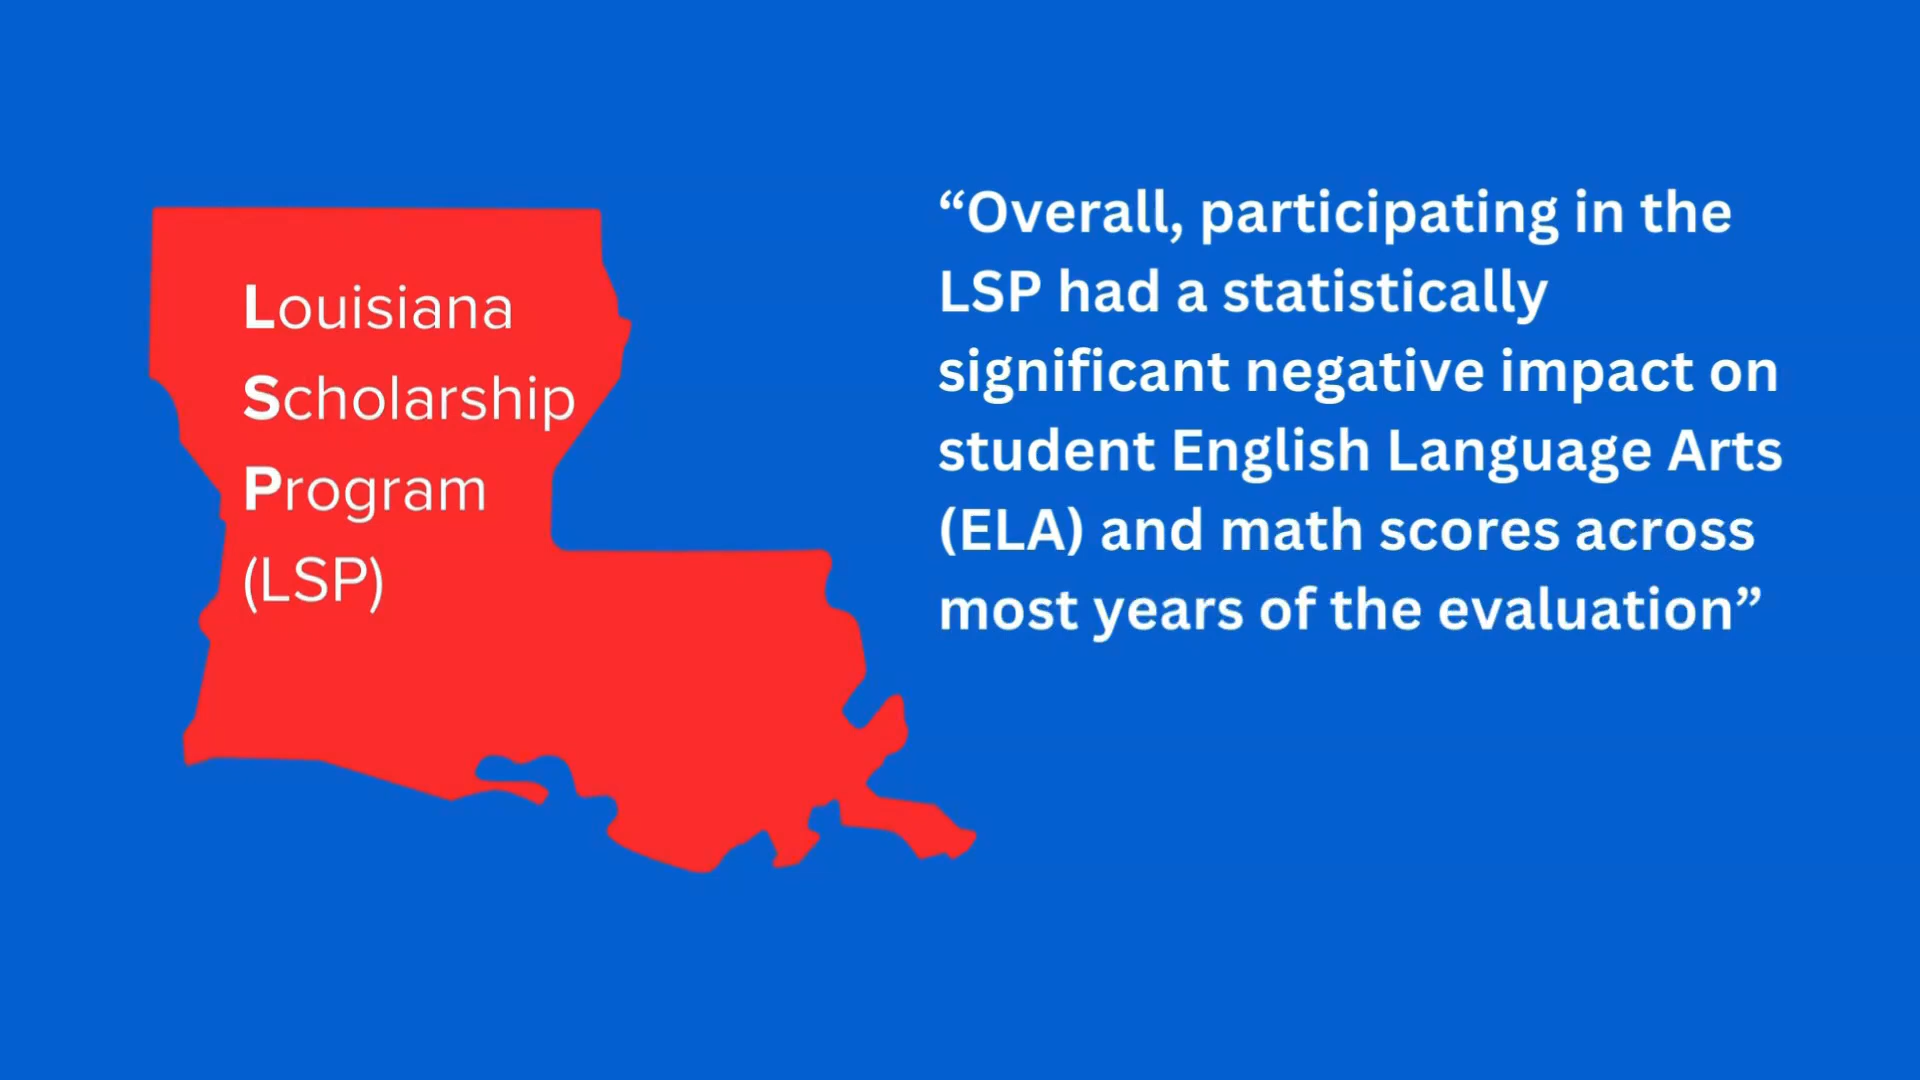 Louisiana
Scholarship
Program
(LSP)
“Overall, participating in the
LSP had a statistically
significant negative impact on
student English Language Arts
(ELA) and math scores across
most years of the evaluation”